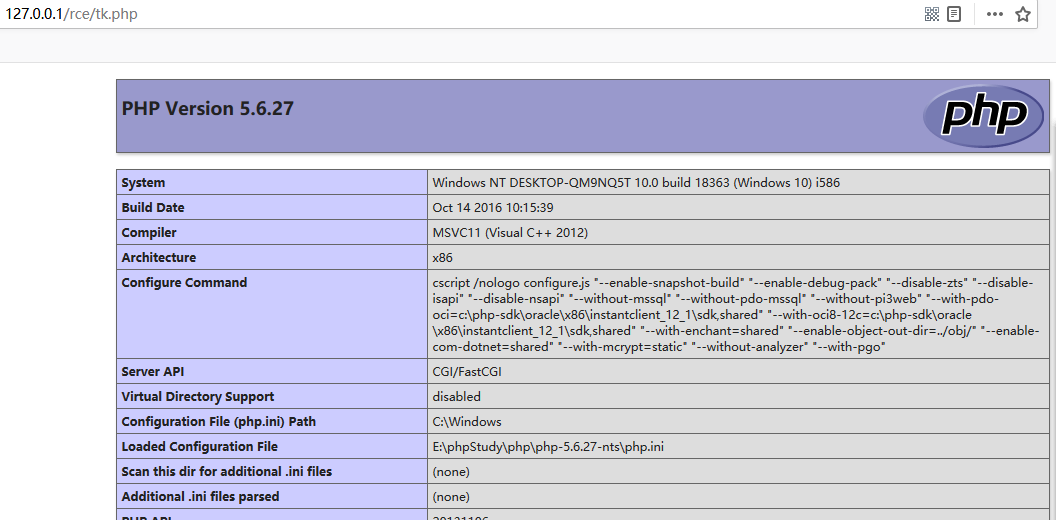 127.0.0.1/rce/tk.php
PHP Version 5.6.27
php
System Windows NT DESKTOP-QM9NQ5T 10.0 build 18363 (Windows 10) i586
Build Date Oct 14 2016 10:15:39
Compiler MSVC11 (Visual C++ 2012)
Architecture x86
Configure Command cscript /nologo configure.js "--enable-snapshot-build" "--enable-debug-pack" "--disable-zts" "--disable-
isapi" "--disable-nsapi" "--without-mssql" "--without-pdo-mssql" "--without-pi3web" "--with-pdo-
oci=c:\php-sdk\oracle\x86\instantclient_12_1\sdk,shared" "--with-oci8-12c=c:\php-sdk\oracle
\x86\instantclient_12_1\sdk,shared" "--with-enchant=shared" "--enable-object-out-dir=../obj/" "--enable-
com-dotnet=shared" "--with-mcrypt=static" "--without-analyzer" "--with-pgo"
Server API CGI/FastCGI
Virtual Directory Support disabled
Configuration File (php.ini) Path C:\Windows
Loaded Configuration File E:\phpStudy\php\php-5.6.27-nts\php.ini
Scan this dir for additional .ini files (none)
Additional .ini files parsed (none)
PHP API 20131106